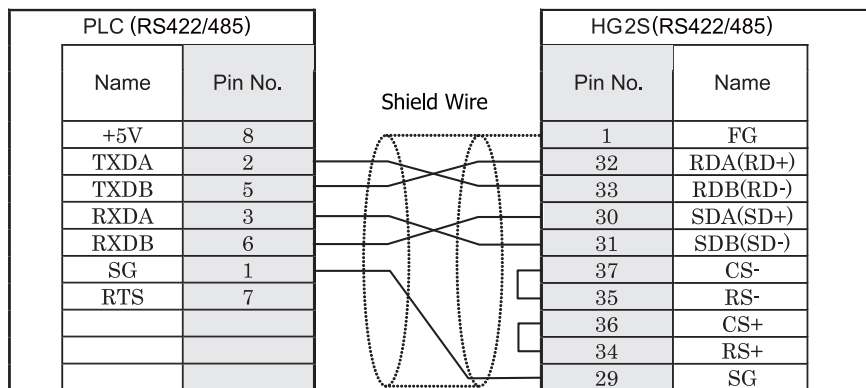 PLC (RS422/485)
Name Pin No.
+5V 8
TXDA 2
TXDB 5
RXDA 3
RXDB 6
SG 1
RTS 7
Shield Wire
HG2S(RS422/485)
Pin No. Name
1 FG
32 RDA(RD+)
33 RDB(RD-)
30 SDA(SD+)
31 SDB(SD-)
37 CS-
35 RS-
36 CS+
34 RS+
29 SG